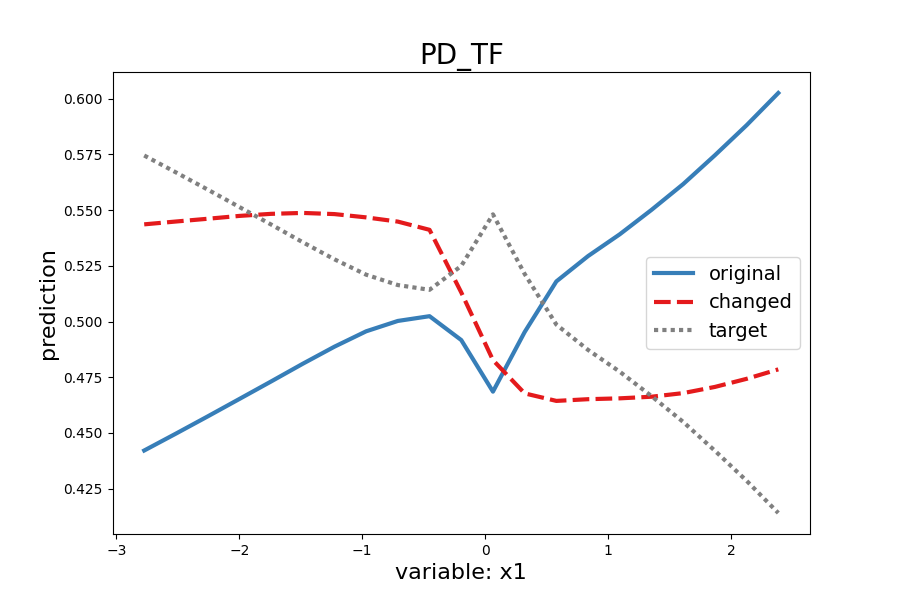 PD_TF
0.600
0.575
0.550
0.525
0.500
0.475
0.450
0.425
prediction
original
changed
target
−3 −2 −1 0 1 2
variable: x1